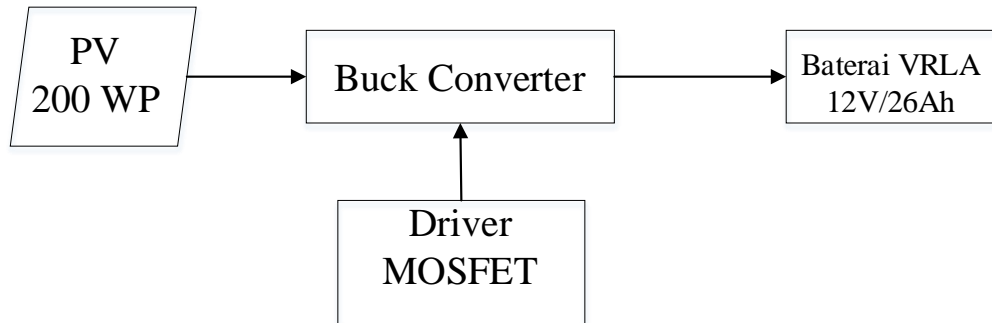 PV
200 WP
Buck Converter
Baterai VRLA
12V/26Ah
Driver
MOSFET